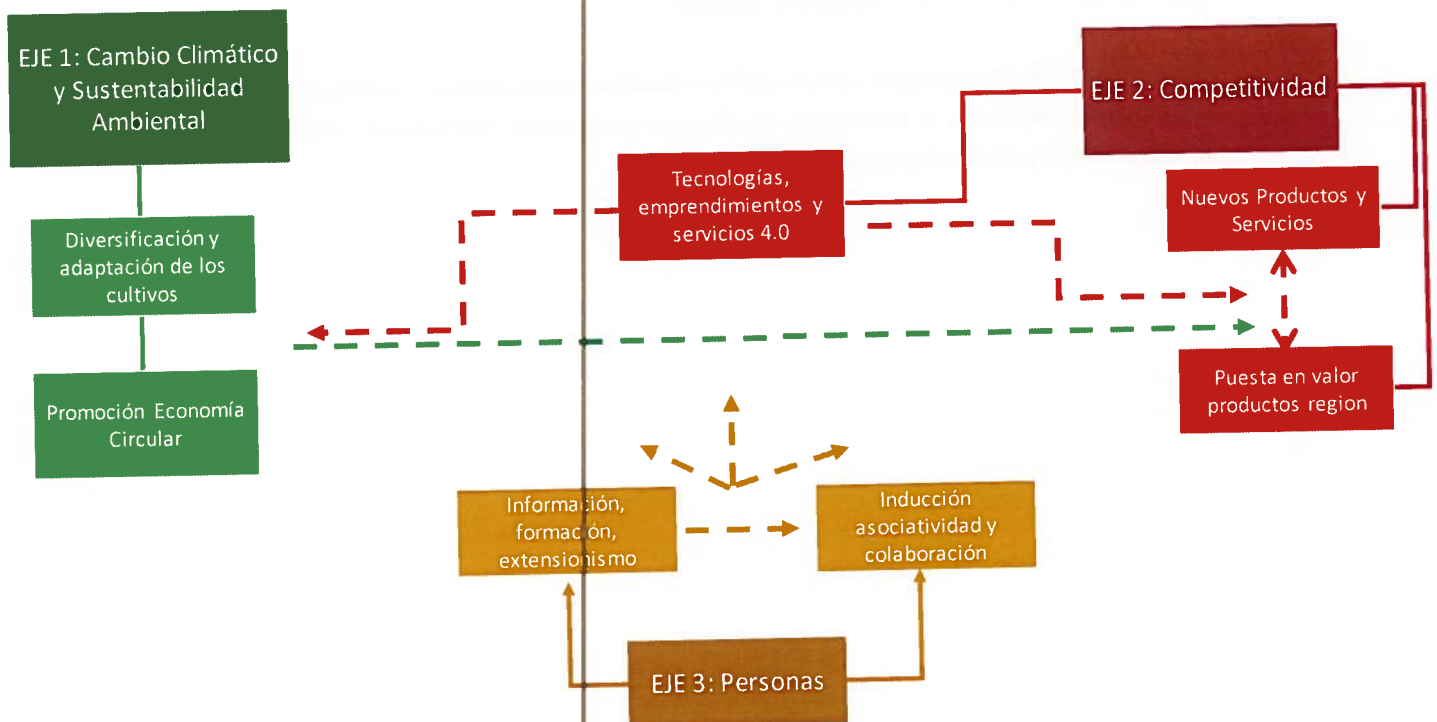 EJE 1: Cambio Climático
y Sustentabilidad
Ambiental
Diversificación y
adaptación de los
cultivos
Promoción Economía
Circular
EJE 2: Competitividad
Tecnologías,
emprendimientos y
servicios 4.0
Nuevos Productos y
Servicios
Puesta en valor
productos region
Información,
formación,
extensionismo
Inducción
asociatividad y
colaboración
EJE 3: Personas